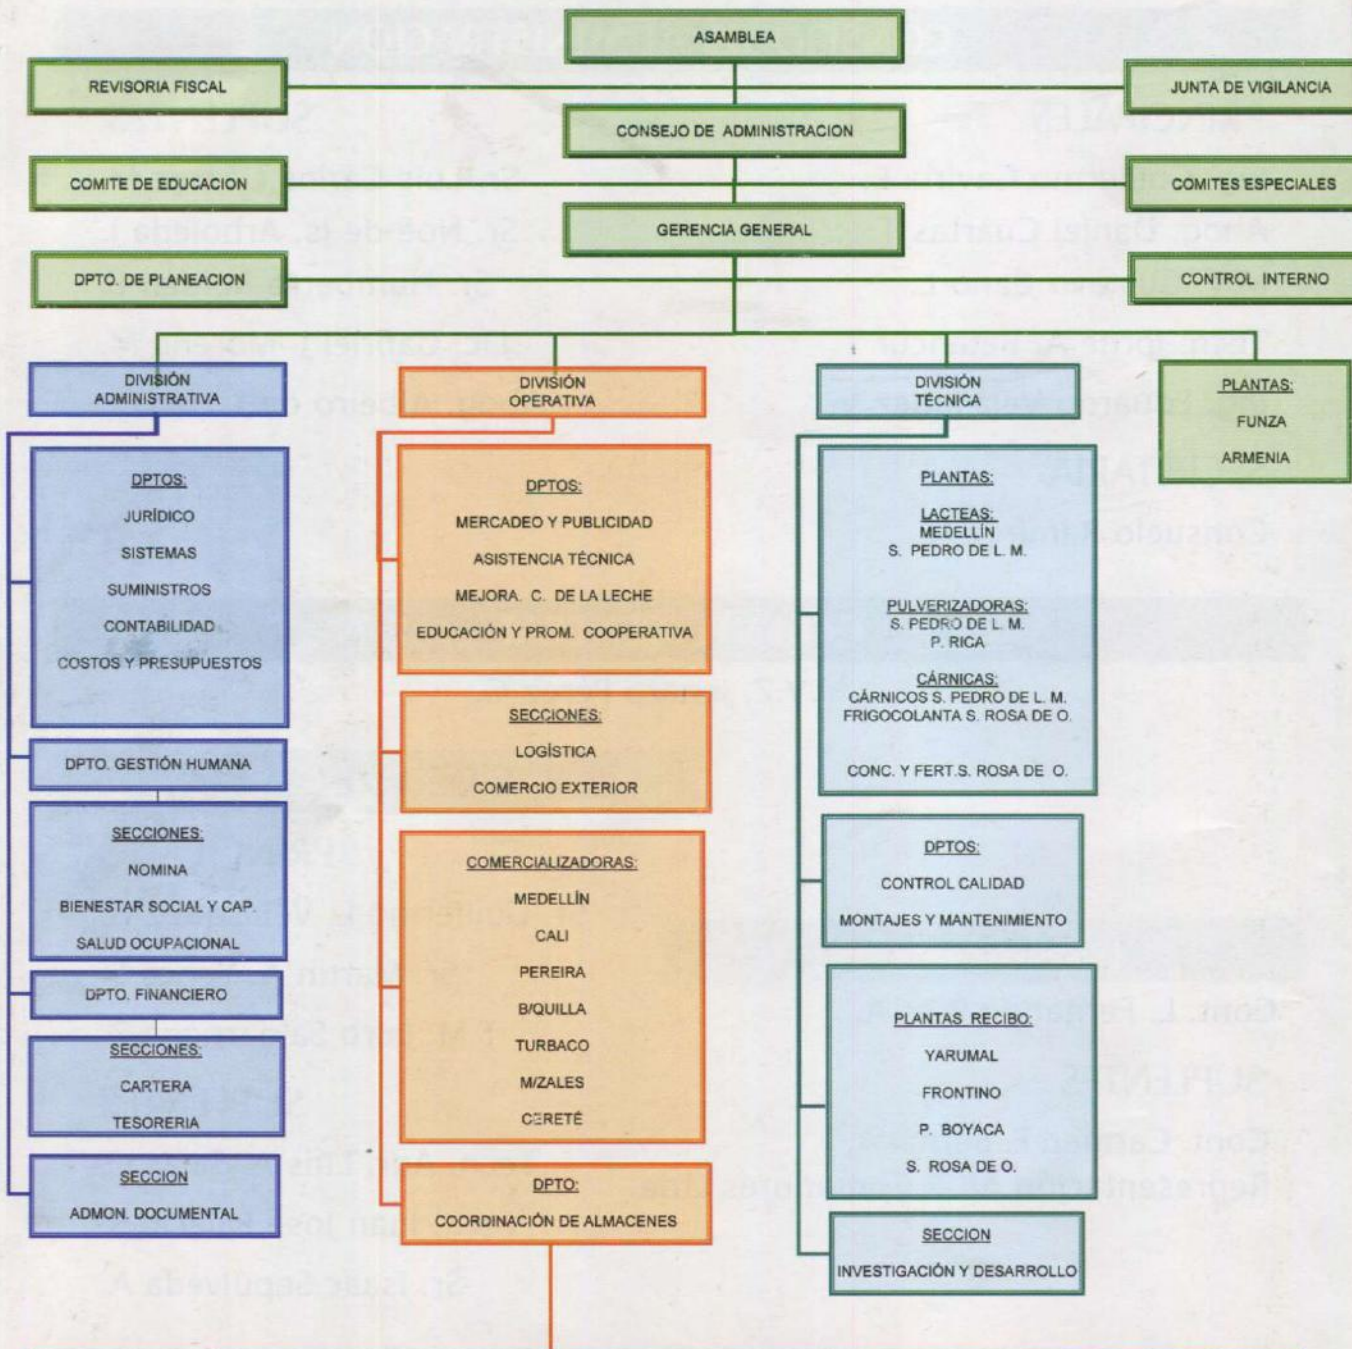 ASAMBLEA
REVISORIA FISCAL
JUNTA DE VIGILANCIA
CONSEJO DE ADMINISTRACION
COMITE DE EDUCACION
COMITES ESPECIALES
GERENCIA GENERAL
DPTO. DE PLANEACION
CONTROL INTERNO
DIVISIÓN
ADMINISTRATIVA
DPTOS:
JURÍDICO
SISTEMAS
SUMINISTROS
CONTABILIDAD
COSTOS Y PRESUPUESTOS
DPTO. GESTIÓN HUMANA
SECCIONES:
NOMINA
BIENESTAR SOCIAL Y CAP.
SALUD OCUPACIONAL
DPTO. FINANCIERO
SECCIONES:
CARTERA
TESORERIA
SECCION
ADMON. DOCUMENTAL
DIVISIÓN
OPERATIVA
DPTOS:
MERCADEO Y PUBLICIDAD
ASISTENCIA TÉCNICA
MEJORA. C. DE LA LECHE
EDUCACIÓN Y PROM. COOPERATIVA
SECCIONES:
LOGÍSTICA
COMERCIO EXTERIOR
COMERCIALIZADORAS:
MEDELLÍN
CALI
PEREIRA
B/QUILLA
TURBACO
M/ZALES
CERETÉ
DPTO:
COORDINACIÓN DE ALMACENES
DIVISIÓN
TÉCNICA
PLANTAS:
LACTEAS:
MEDELLÍN
S. PEDRO DE L. M.
PULVERIZADORAS:
S. PEDRO DE L. M.
P. RICA
CÁRNICAS:
CÁRNICOS S. PEDRO DE L. M.
FRIGOCOLANTA S. ROSA DE O.
CONC. Y FERT.S. ROSA DE O.
DPTOS:
CONTROL CALIDAD
MONTAJES Y MANTENIMIENTO
PLANTAS RECIBO:
YARUMAL
FRONTINO
P. BOYACA
S. ROSA DE O.
SECCION
INVESTIGACIÓN Y DESARROLLO
PLANTAS:
FUNZA
ARMENIA